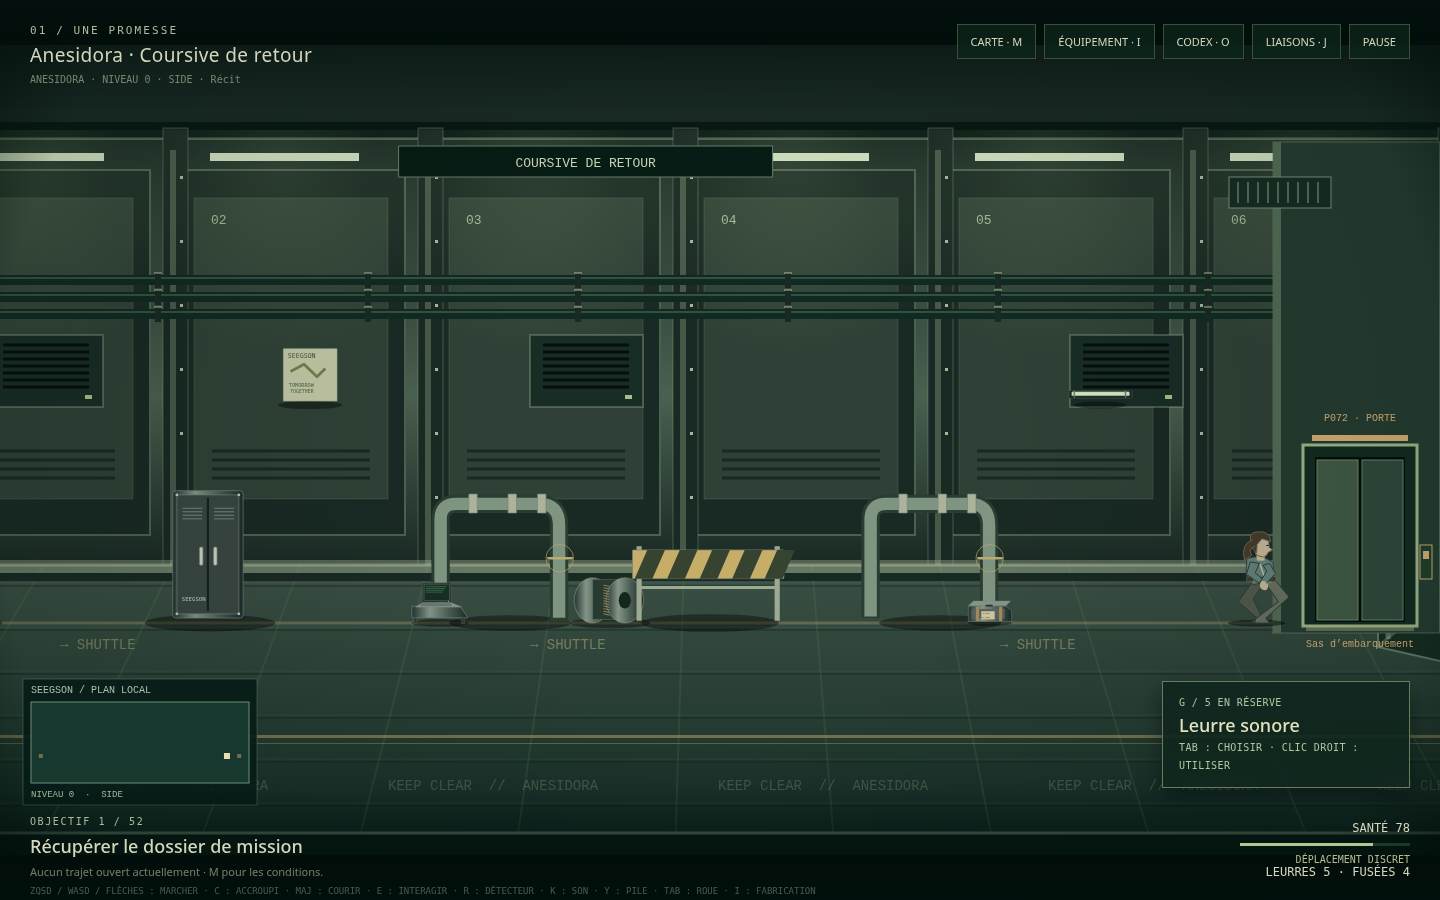 01 / UNE PROMESSE
Anesidora · Coursive de retour
ANESIDORA · NIVEAU 0 · SIDE · Récit
CARTE · M
ÉQUIPEMENT · I
CODEX · O
LIAISONS · J
PAUSE
COURSIVE DE RETOUR
02
03
04
05
06
SEEGSON
TOMORROW
TOGETHER
P072 · PORTE
SEEGSON
→ SHUTTLE
→ SHUTTLE
→ SHUTTLE
Sas d’embarquement
SEEGSON / PLAN LOCAL
NIVEAU 0 · SIDE
KEEP CLEAR // ANESIDORA
KEEP CLEAR // ANESIDORA
KEEP CLEAR //
G / 5 EN RÉSERVE
Leurre sonore
TAB : CHOISIR · CLIC DROIT :
UTILISER
OBJECTIF 1 / 52
Récupérer le dossier de mission
Aucun trajet ouvert actuellement · M pour les conditions.
ZQSD / WASD / FLÈCHES : MARCHER · C : ACCROUPI · MAJ : COURIR · E : INTERAGIR · R : DÉTECTEUR · K : SON · Y : PILE · TAB : ROUE · I : FABRICATION
SANTÉ 78
DÉPLACEMENT DISCRET
LEURRES 5 · FUSÉES 4